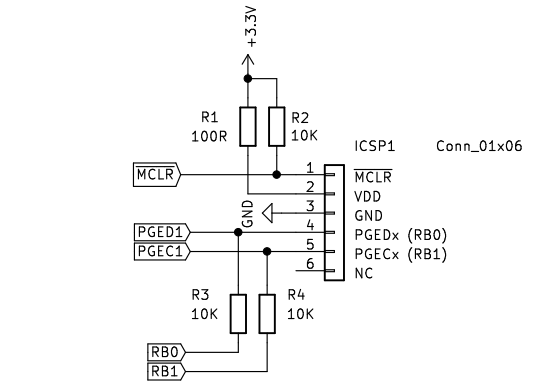 +3.3V
R1
100R
R2
10K
ICSP1 Conn_01x06
MCLR 1 MCLR
2 VDD
GND 3 GND
PGED1 4 PGEDx (RB0)
PGEC1 5 PGECx (RB1)
6 NC
R3
10K
R4
10K
RB0
RB1